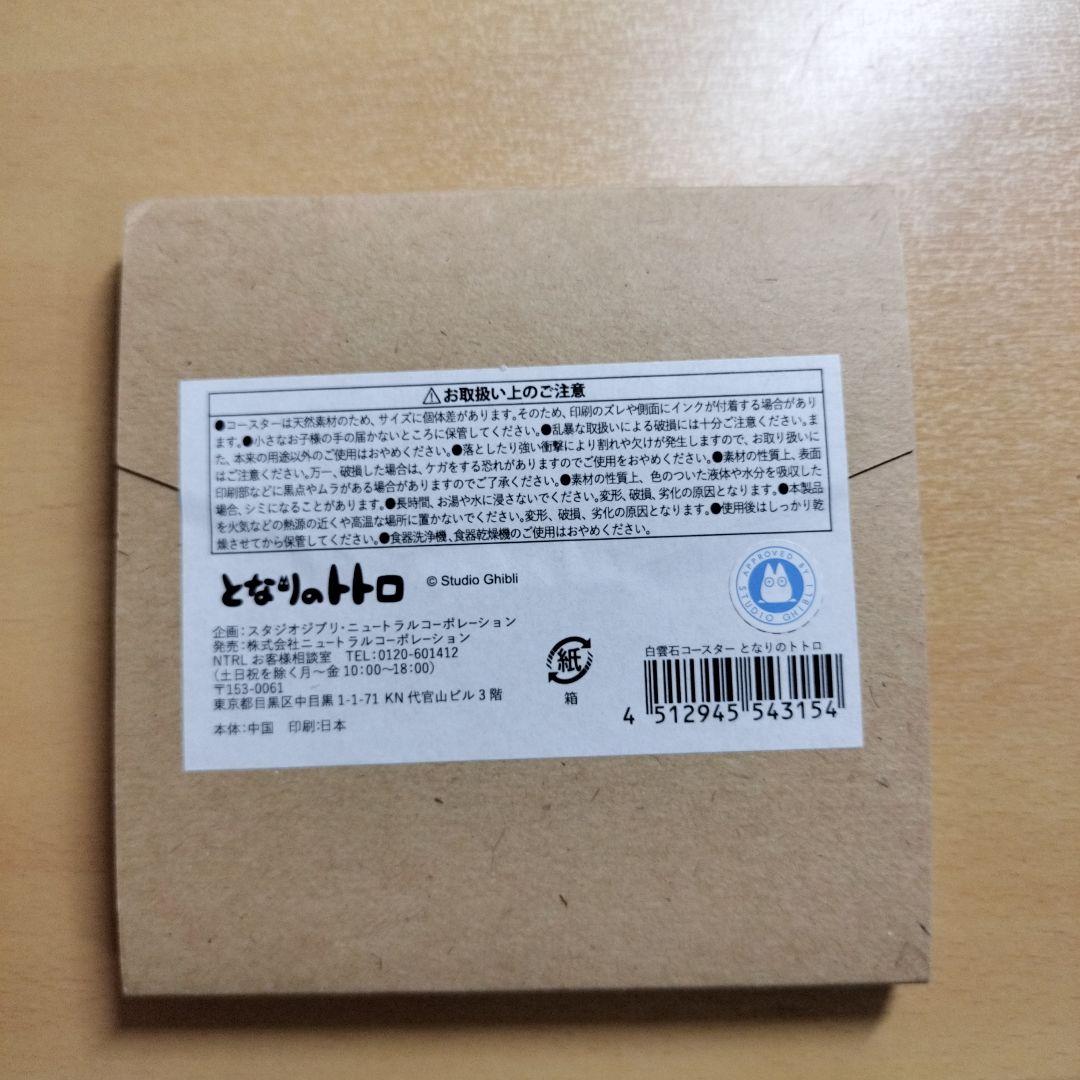 ⚠お取扱い上のご注意
●コースターは天然素材のため、サイズに個体差があります。そのため、印刷のズレや側面にインクが付着する場合があり
ます。●小さなお子様の手の届かないところに保管してください。●乱暴な取扱いによる破損には十分ご注意ください。ま
た、本来の用途以外のご使用はおやめください。●落としたり強い衝撃により割れや欠けが発生しますので、お取り扱いに
はご注意ください。万一、破損した場合は、ケガをする恐れがありますのでご使用をおやめください。●素材の性質上、表面
印刷部などに黒点やムラがある場合がありますのでご了承ください。●素材の性質上、色のついた液体や水分を吸収した
場合、シミになることがあります。●長時間、お湯や水に浸さないでください。変形、破損、劣化の原因となります。●本製品
を火気などの熱源の近くや高温な場所に置かないでください。変形、破損、劣化の原因となります。●使用後はしっかり乾
燥させてから保管してください。●食器洗浄機、食器乾燥機のご使用はおやめください。
となりのトトロ © Studio Ghibli
APPROVED BY STUDIO GHIBLI
企画：スタジオジブリ・ニュートラルコーポレーション
発売：株式会社ニュートラルコーポレーション
NTRL お客様相談室 TEL：0120-601412
（土日祝を除く月～金 10:00～18:00）
〒153-0061
東京都目黒区中目黒 1-1-71 KN 代官山ビル 3 階
本体：中国 印刷：日本
紙
箱
白雲石コースター となりのトトロ
4 512945 543154